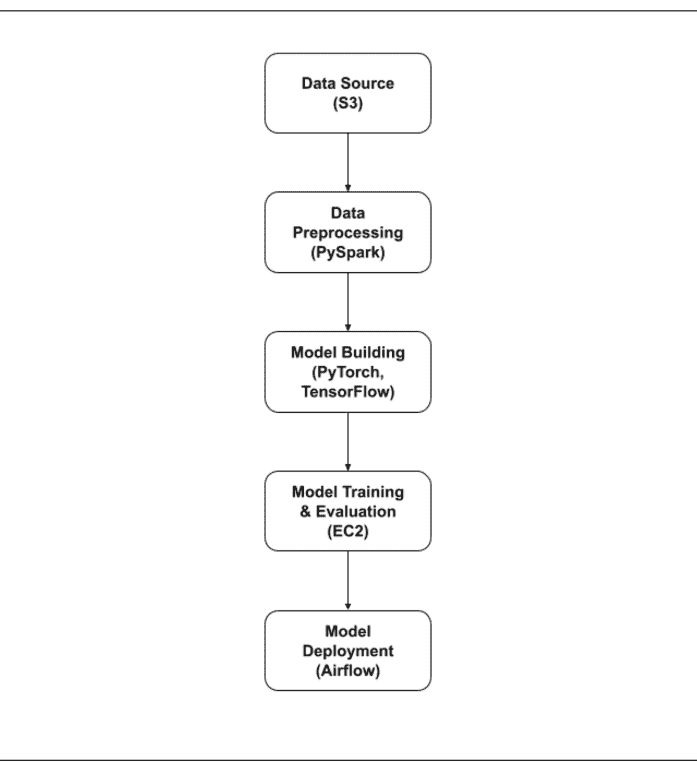 Data Source
(S3)
Data
Preprocessing
(PySpark)
Model Building
(PyTorch,
TensorFlow)
Model Training
& Evaluation
(EC2)
Model
Deployment
(Airflow)